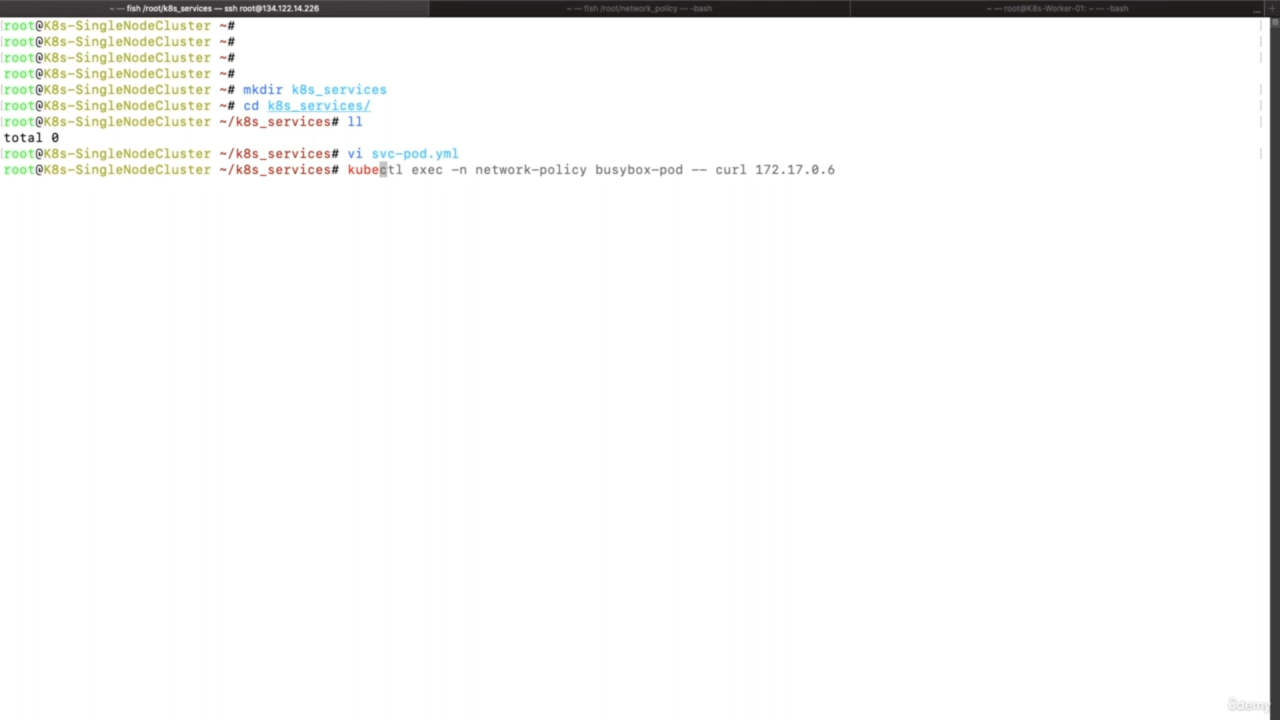 ~ — fish /root/k8s_services — ssh root@134.122.14.226
~ — fish /root/network_policy — -bash
~ — root@K8s-Worker-01: ~ — -bash
...
root@K8s-SingleNodeCluster ~#
root@K8s-SingleNodeCluster ~#
root@K8s-SingleNodeCluster ~#
root@K8s-SingleNodeCluster ~#
root@K8s-SingleNodeCluster ~# mkdir k8s_services
root@K8s-SingleNodeCluster ~# cd k8s_services/
root@K8s-SingleNodeCluster ~/k8s_services# ll
total 0
root@K8s-SingleNodeCluster ~/k8s_services# vi svc-pod.yml
root@K8s-SingleNodeCluster ~/k8s_services# kubectl exec -n network-policy busybox-pod -- curl 172.17.0.6
ûdemy